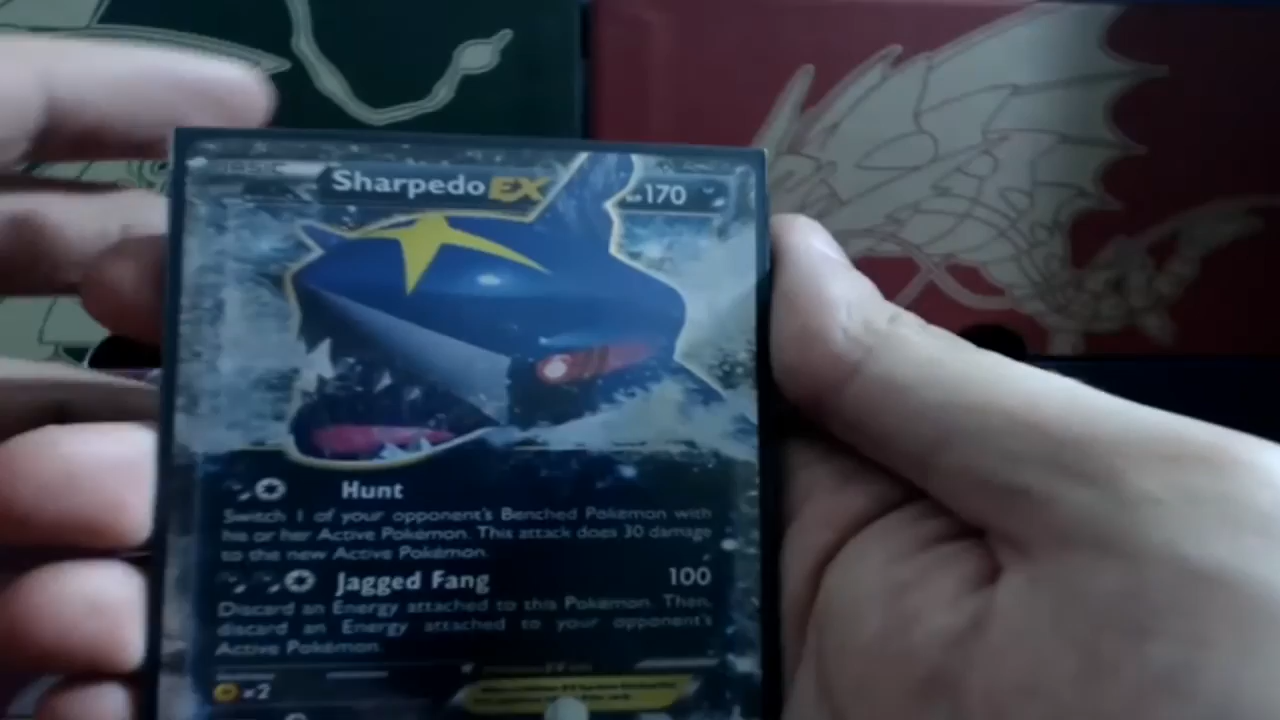 BASIC
Sharpedo EX
HP 170
Hunt
Switch 1 of your opponent's Benched Pokémon with
his or her Active Pokémon. This attack does 30 damage
to the new Active Pokémon.
Jagged Fang 100
Discard an Energy attached to this Pokémon. Then,
discard an Energy attached to your opponent's
Active Pokémon.
×2